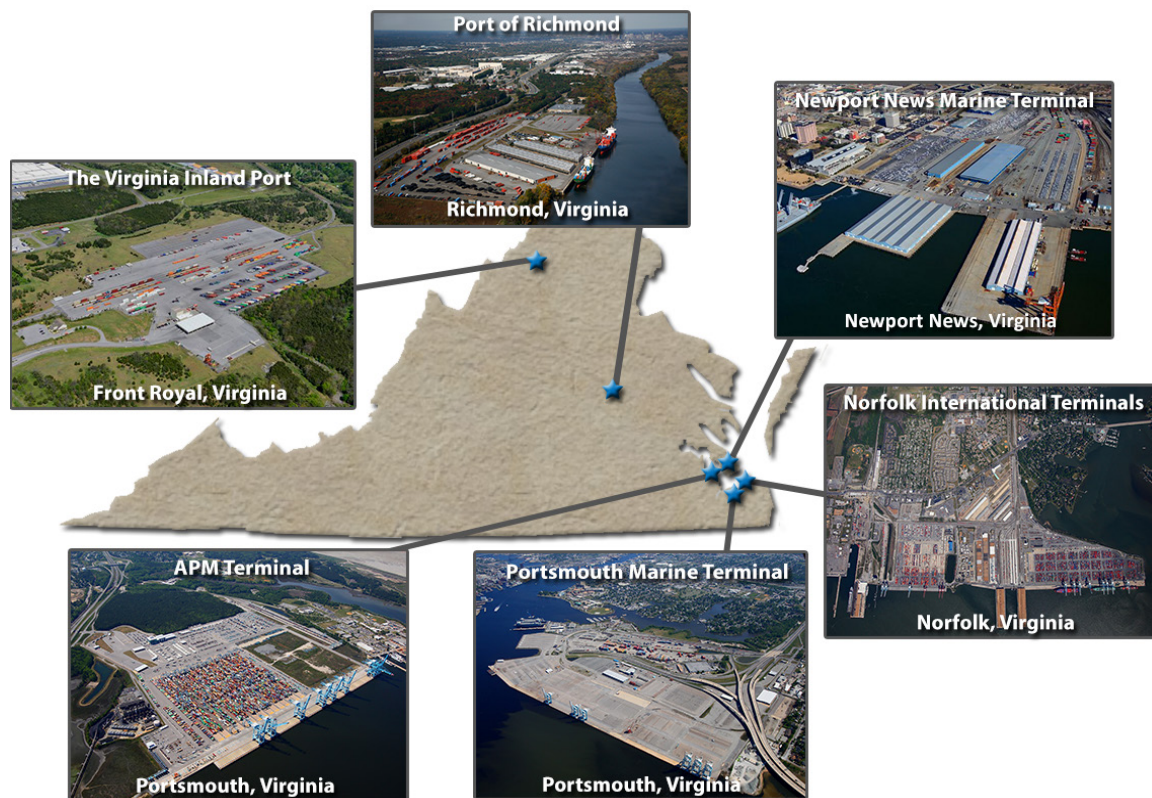 Port of Richmond
Richmond, Virginia
Newport News Marine Terminal
Newport News, Virginia
The Virginia Inland Port
Front Royal, Virginia
Norfolk International Terminals
Norfolk, Virginia
APM Terminal
Portsmouth, Virginia
Portsmouth Marine Terminal
Portsmouth, Virginia